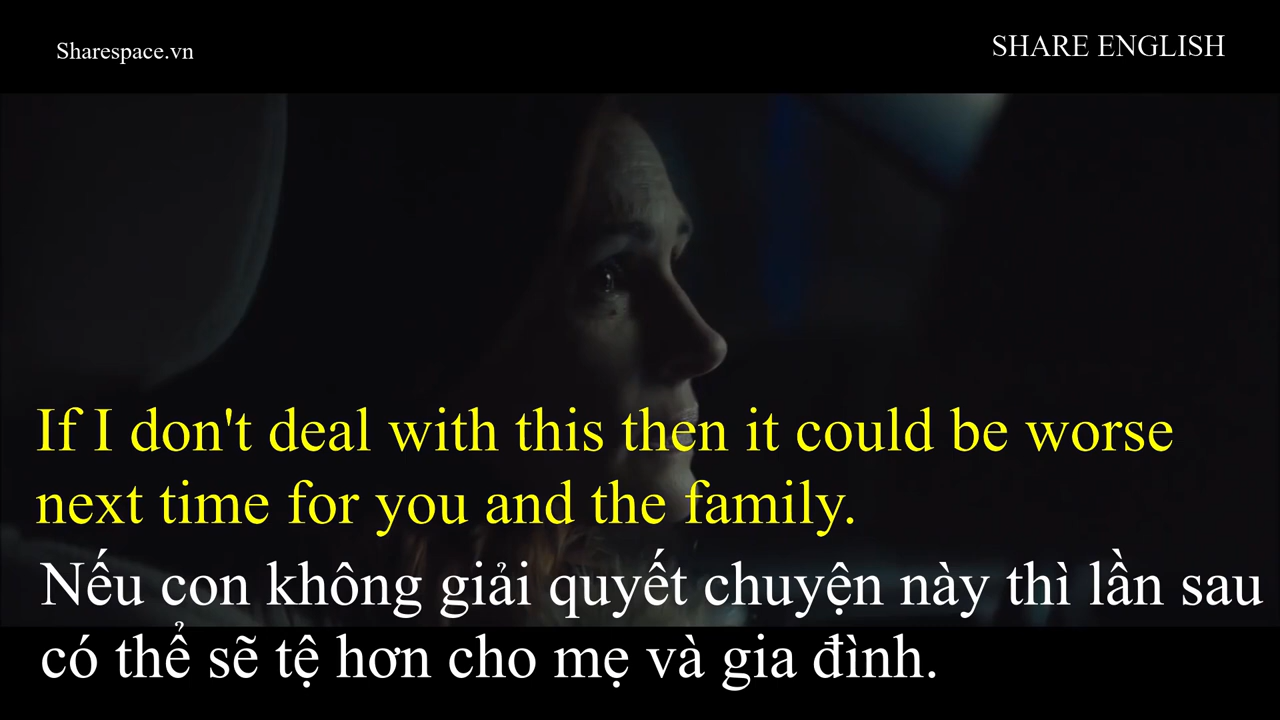 Sharespace.vn
SHARE ENGLISH
If I don't deal with this then it could be worse
next time for you and the family.
Nếu con không giải quyết chuyện này thì lần sau
có thể sẽ tệ hơn cho mẹ và gia đình.